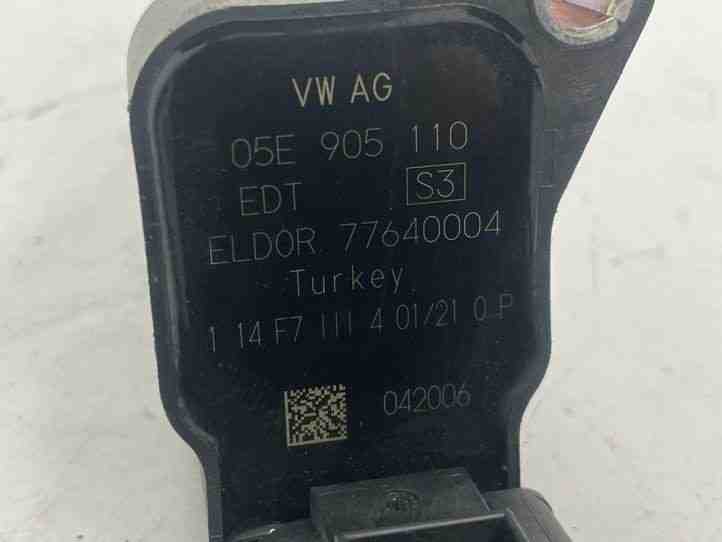 VW AG
05E 905 110
EDT S3
ELDOR 77640004
Turkey
1 14 F7 111 4 01/21 0 P
042006